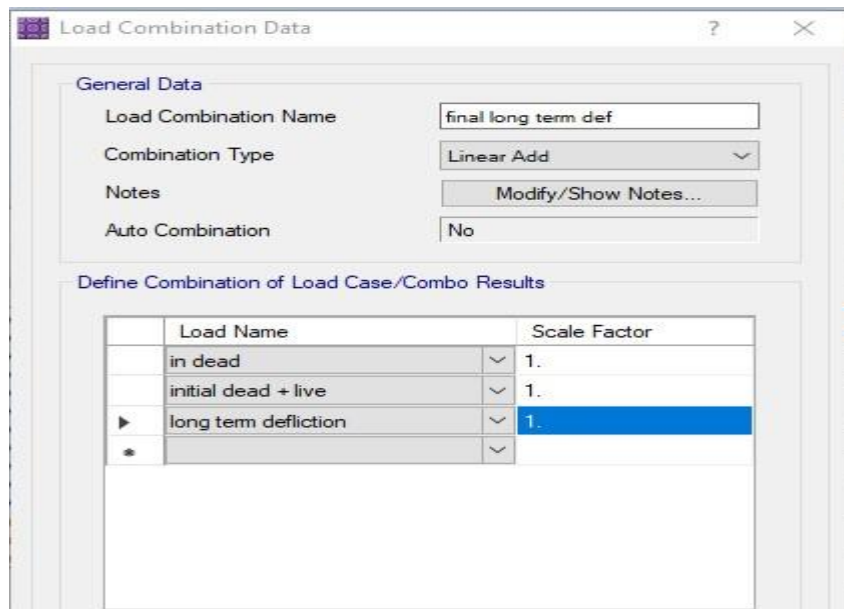 Load Combination Data ?
General Data
Load Combination Name final long term def
Combination Type Linear Add
Notes Modify/Show Notes...
Auto Combination No
Define Combination of Load Case/Combo Results
Load Name Scale Factor
in dead 1.
initial dead + live 1.
long term defliction 1.